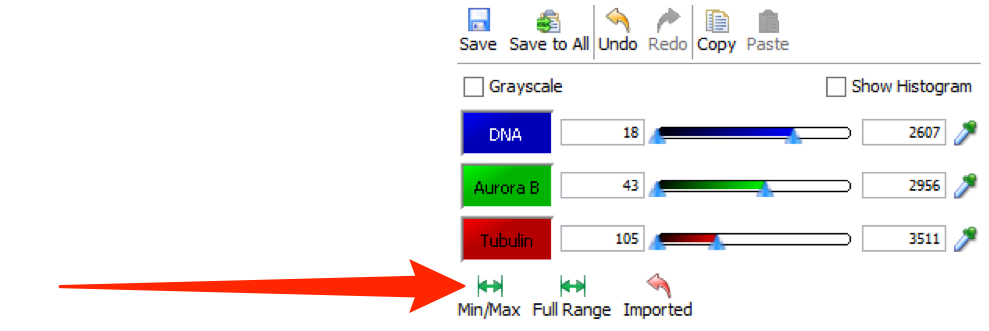 Save Save to All Undo Redo Copy Paste
Grayscale Show Histogram
DNA 18 2607
Aurora B 43 2956
Tubulin 105 3511
Min/Max Full Range Imported